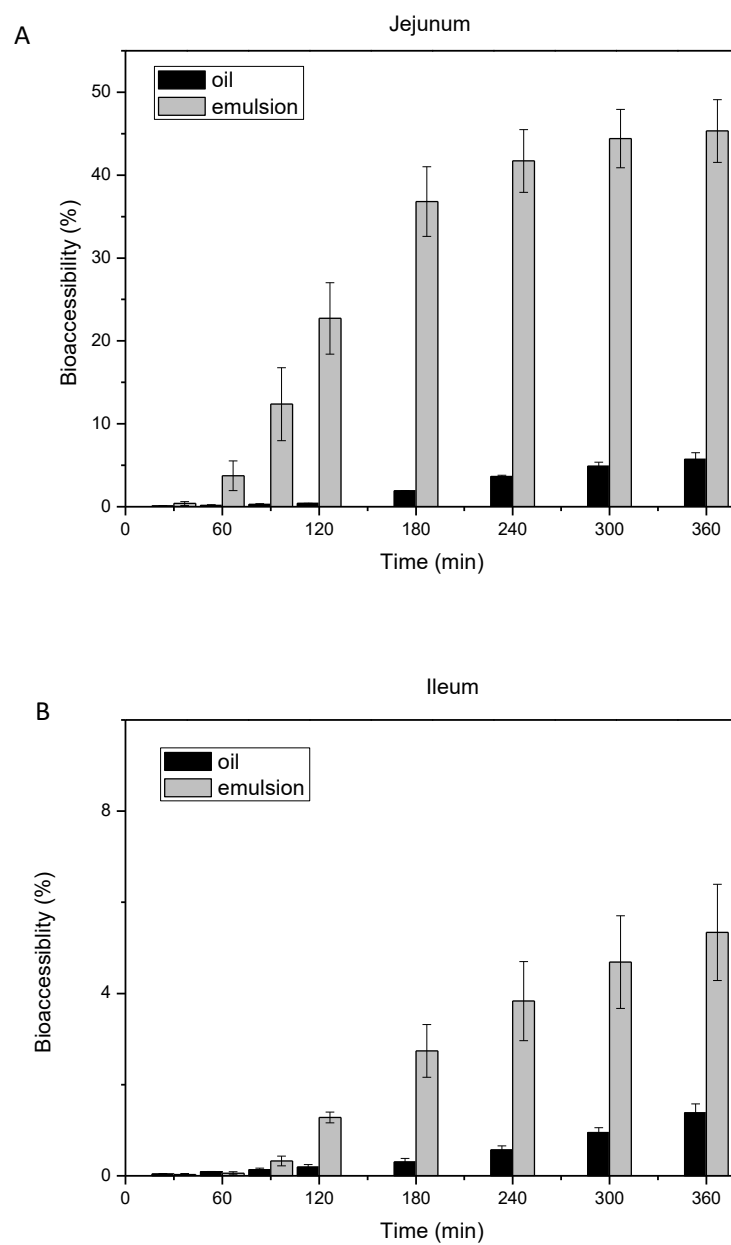 A
Jejunum
oil
emulsion
50
40
30
20
10
0
Bioaccessibility (%)
0 60 120 180 240 300 360
Time (min)
B
Ileum
oil
emulsion
8
4
0
Bioaccessiblity (%)
0 60 120 180 240 300 360
Time (min)